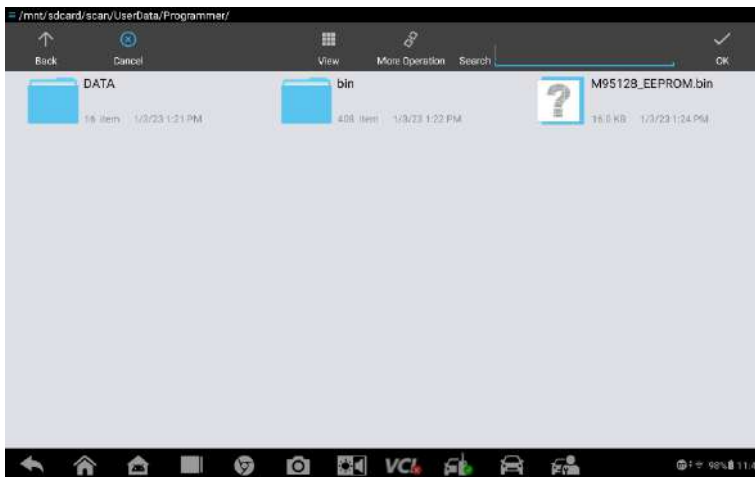 /mnt/sdcard/scan/UserData/Programmer/
Back Cancel View More Operation Search OK
DATA bin M95128_EEPROM.bin
16 item 1/3/23 1:21 PM 408 item 1/3/23 1:22 PM 16.0 KB 1/3/23 1:24 PM
VCI 98% 11:4